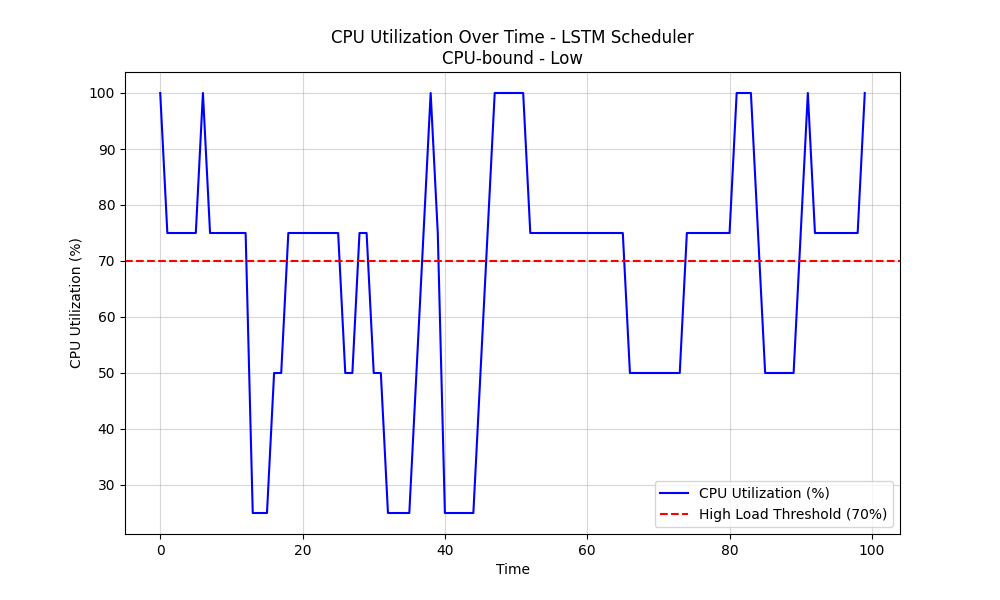 CPU Utilization Over Time - LSTM Scheduler
CPU-bound - Low
CPU Utilization (%)
100
90
80
70
60
50
40
30
0
20
40
60
80
100
Time
CPU Utilization (%)
High Load Threshold (70%)